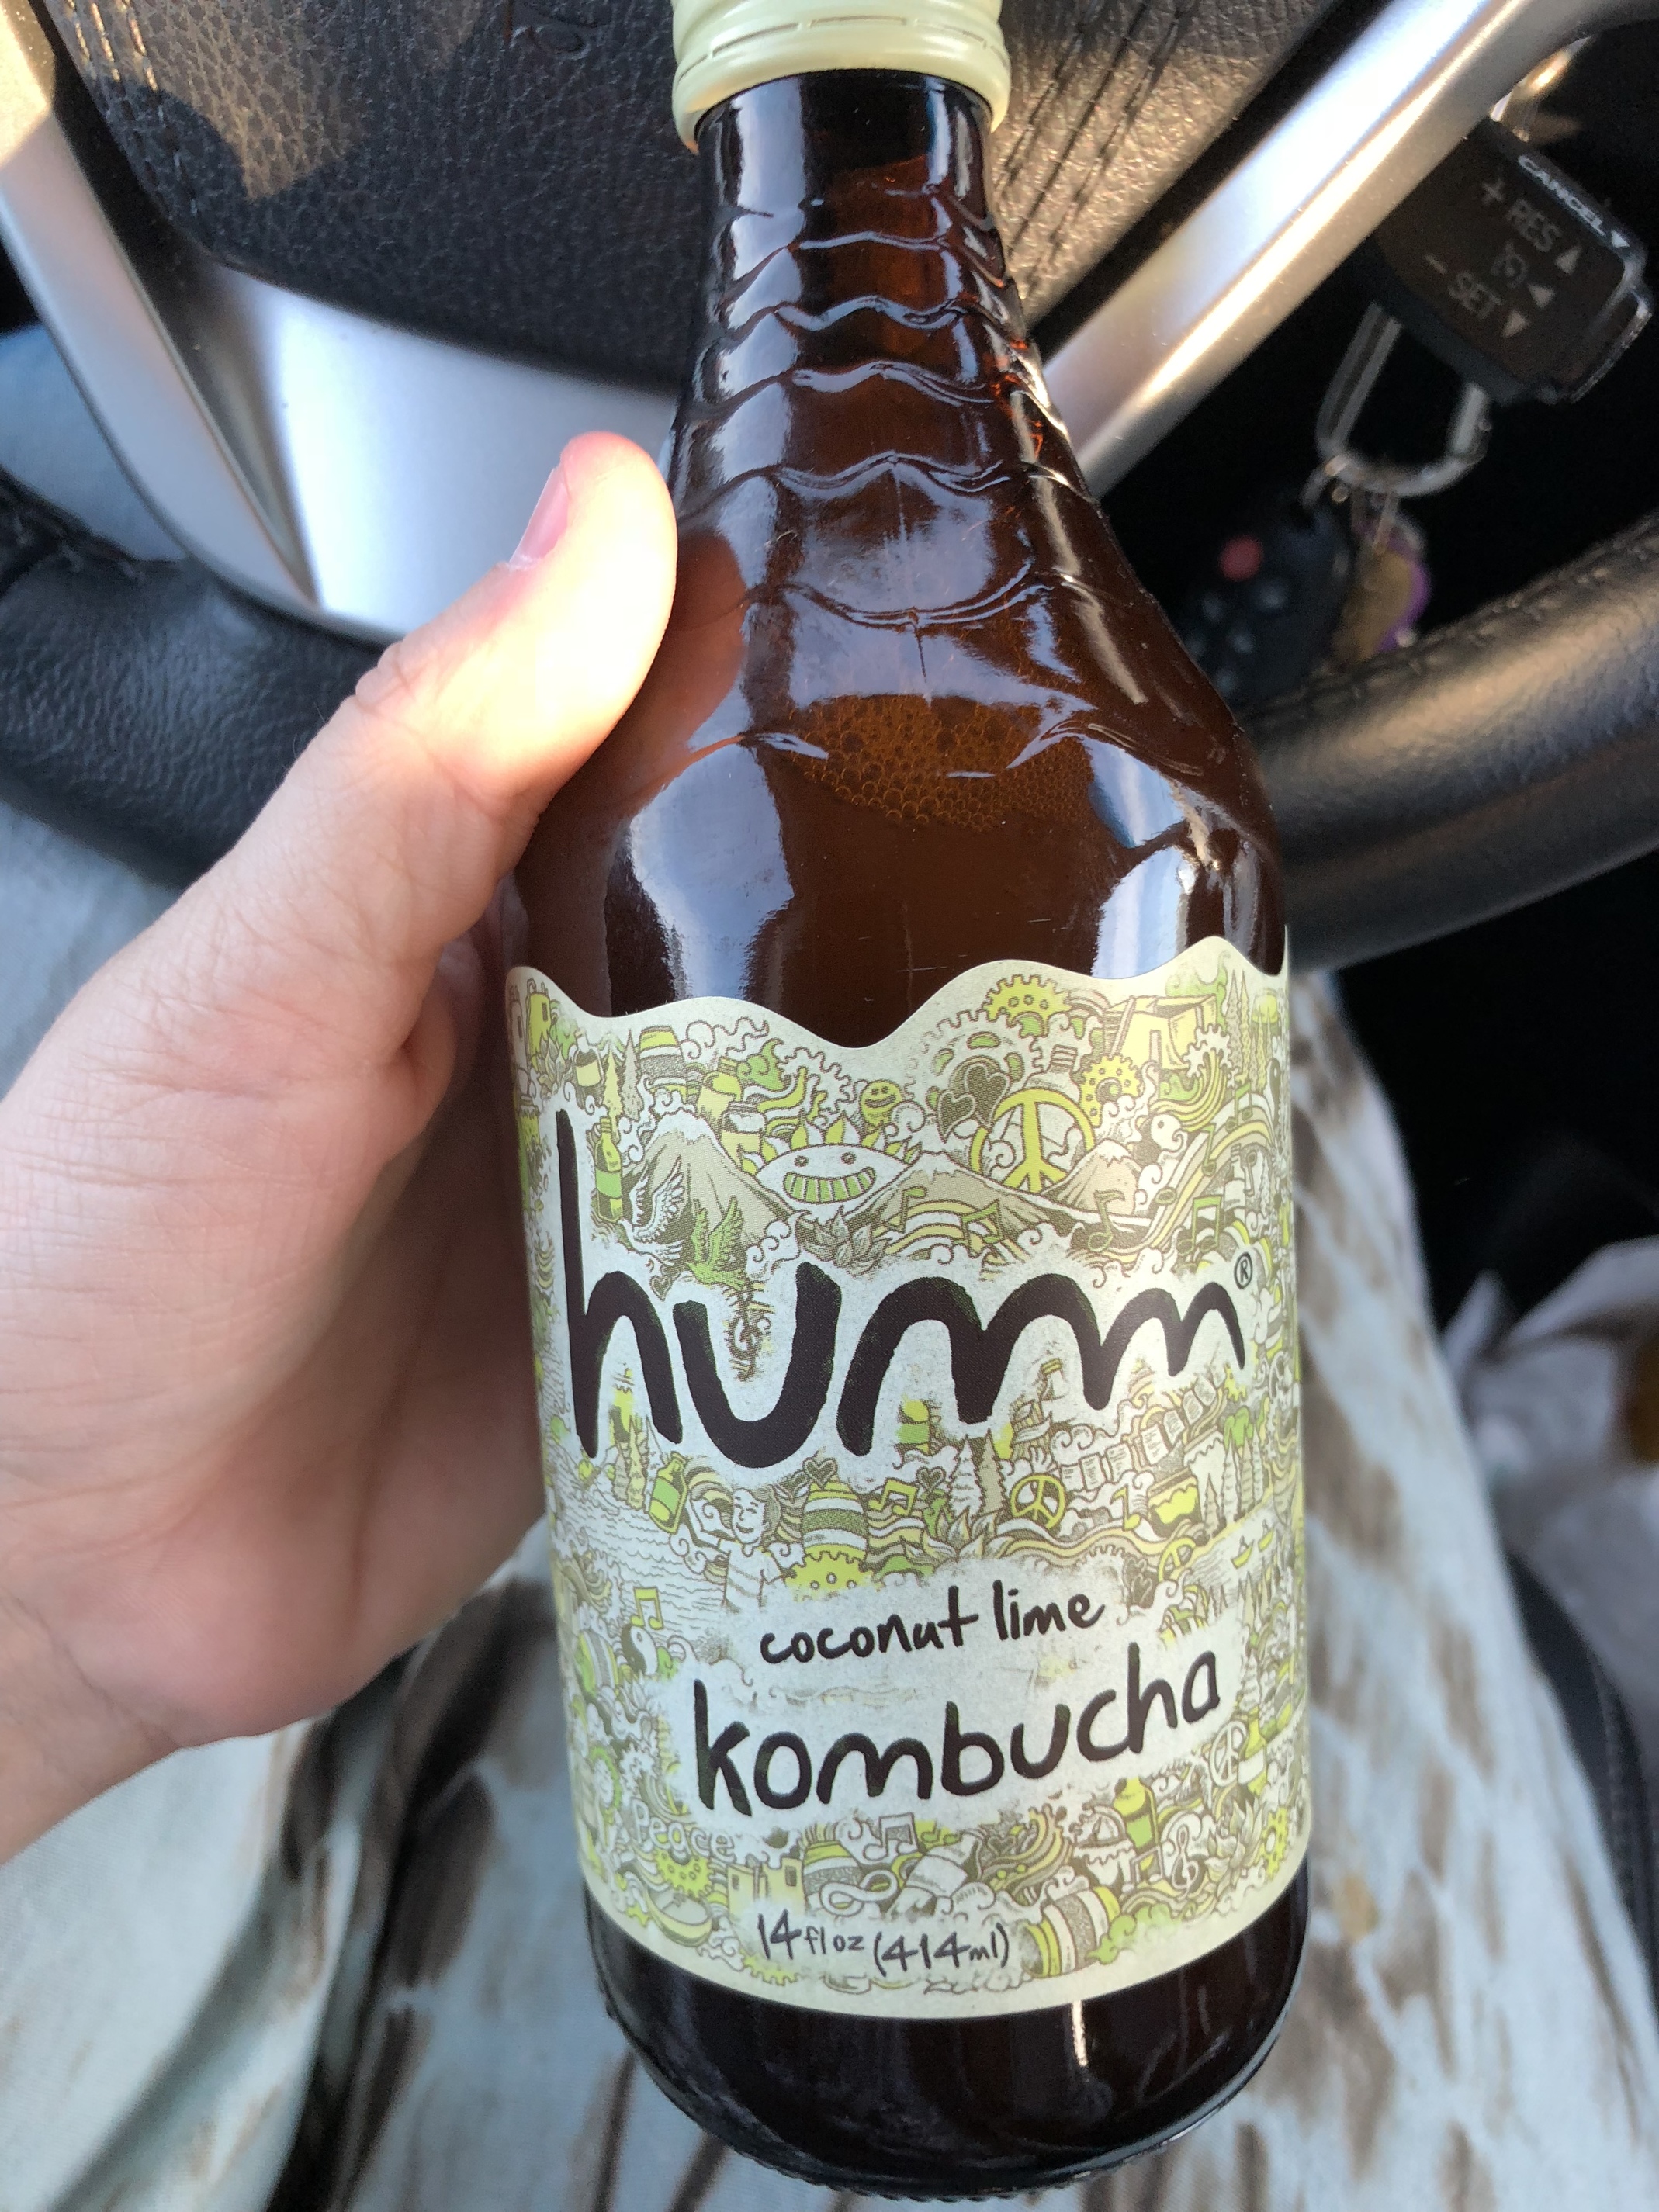 CANCEL
+ RES
- SET
humm®
coconut lime
kombucha
Peace
14 fl oz (414 ml)